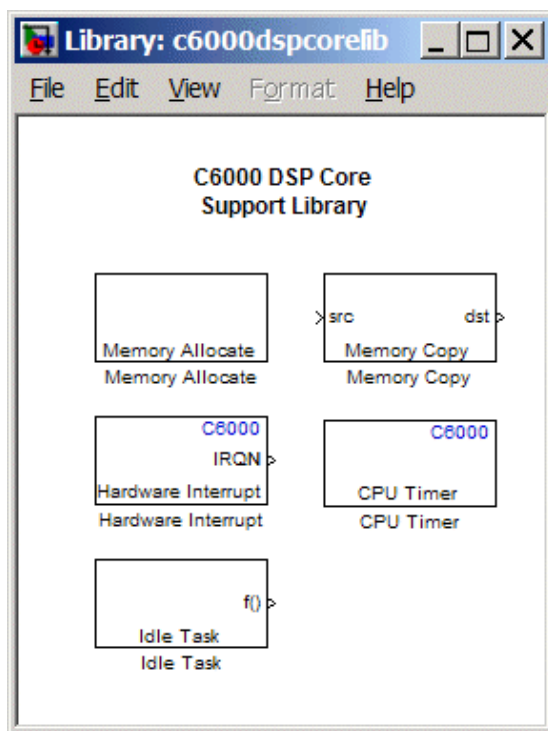 Library: c6000dspcorelib
File Edit View Format Help
C6000 DSP Core
Support Library
Memory Allocate
Memory Allocate
src dst
Memory Copy
Memory Copy
C6000
IRQN
Hardware Interrupt
Hardware Interrupt
C6000
CPU Timer
CPU Timer
f()
Idle Task
Idle Task